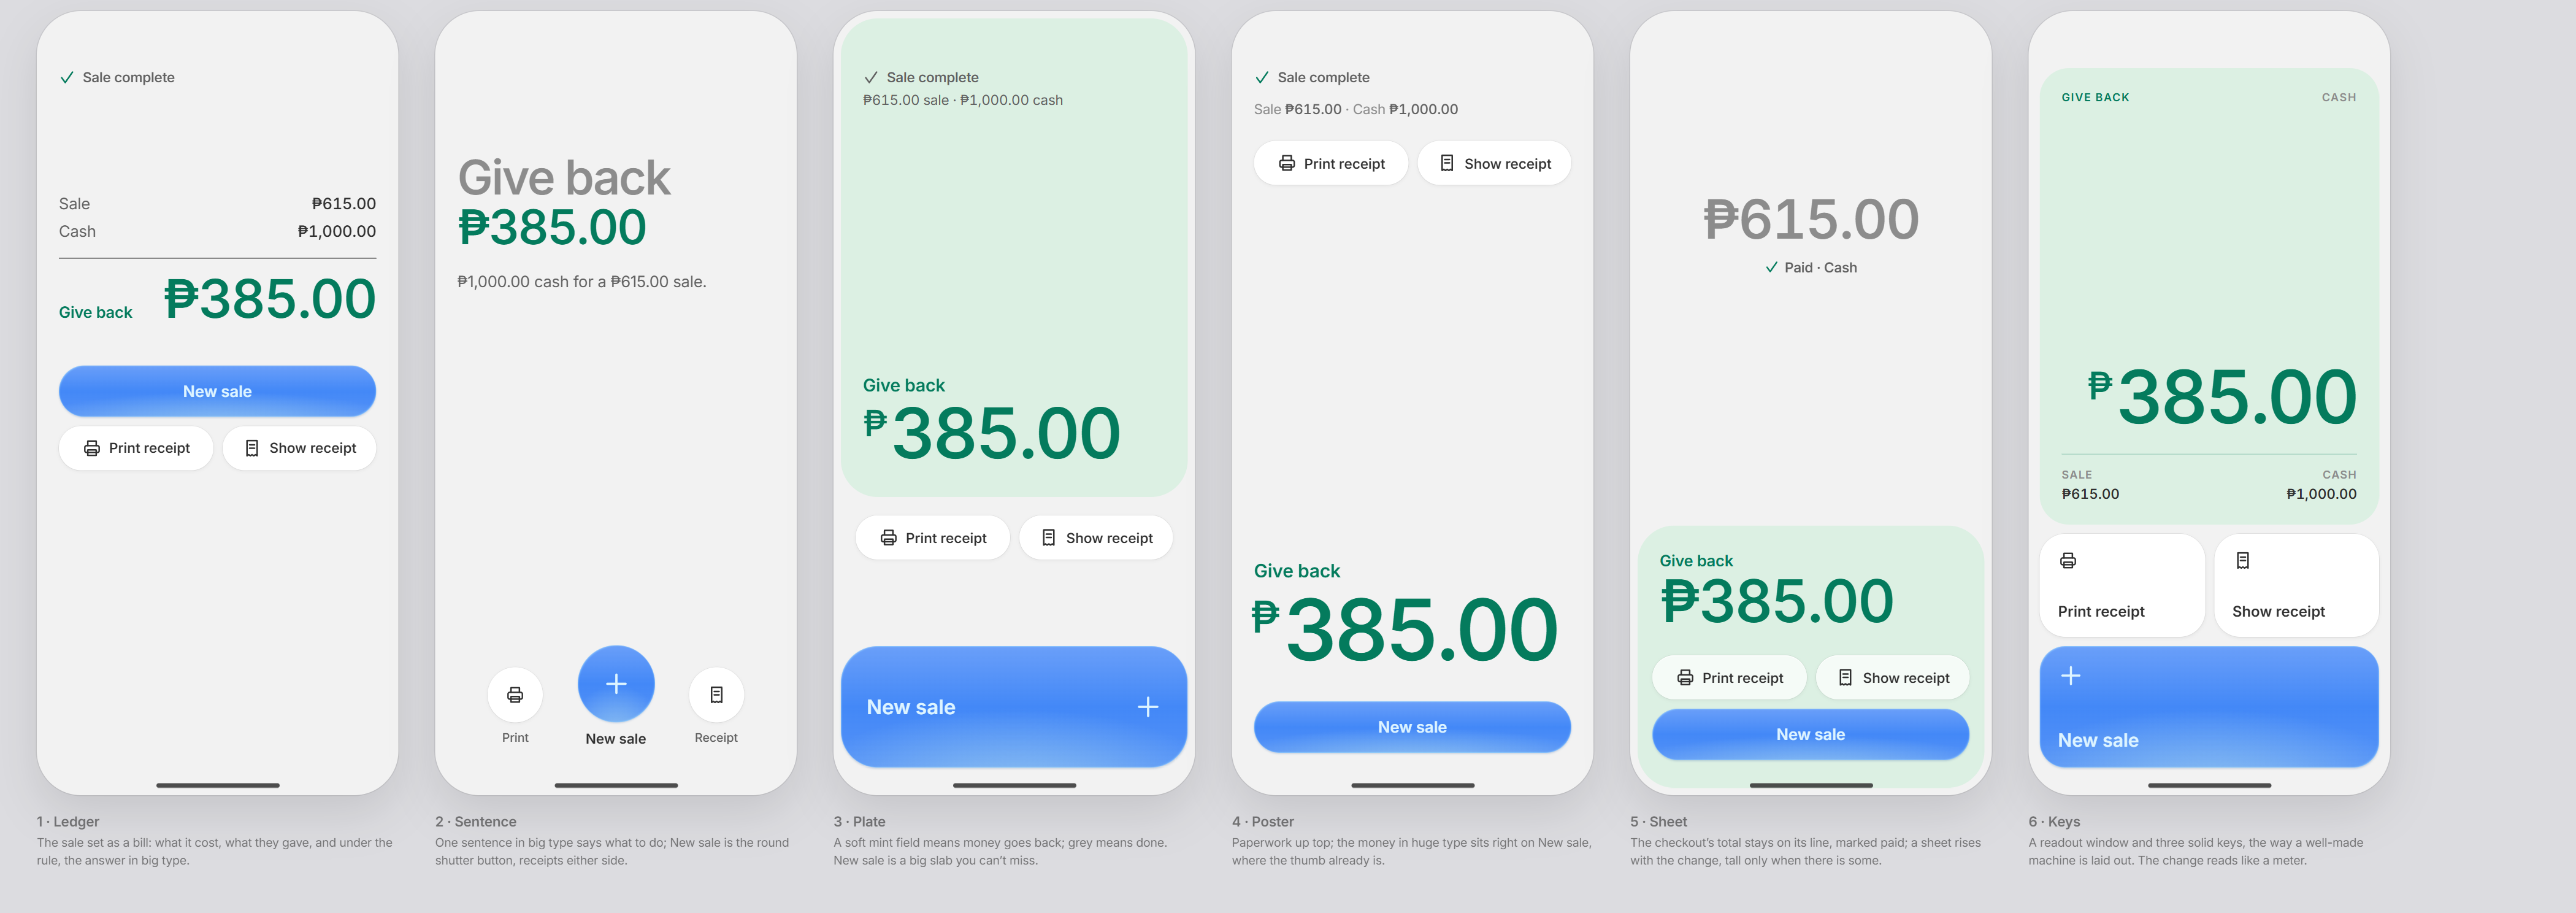 Sale complete
Sale ₱615.00
Cash ₱1,000.00
Give back ₱385.00
New sale
Print receipt Show receipt
1 · Ledger
The sale set as a bill: what it cost, what they gave, and under the
rule, the answer in big type.
Give back
₱385.00
₱1,000.00 cash for a ₱615.00 sale.
Print New sale Receipt
2 · Sentence
One sentence in big type says what to do; New sale is the round
shutter button, receipts either side.
Sale complete
₱615.00 sale · ₱1,000.00 cash
Give back
₱385.00
Print receipt Show receipt
New sale
3 · Plate
A soft mint field means money goes back; grey means done.
New sale is a big slab you can’t miss.
Sale complete
Sale ₱615.00 · Cash ₱1,000.00
Print receipt Show receipt
Give back
₱385.00
New sale
4 · Poster
Paperwork up top; the money in huge type sits right on New sale,
where the thumb already is.
₱615.00
Paid · Cash
Give back
₱385.00
Print receipt Show receipt
New sale
5 · Sheet
The checkout’s total stays on its line, marked paid; a sheet rises
with the change, tall only when there is some.
GIVE BACK CASH
₱385.00
SALE CASH
₱615.00 ₱1,000.00
Print receipt Show receipt
New sale
6 · Keys
A readout window and three solid keys, the way a well-made
machine is laid out. The change reads like a meter.